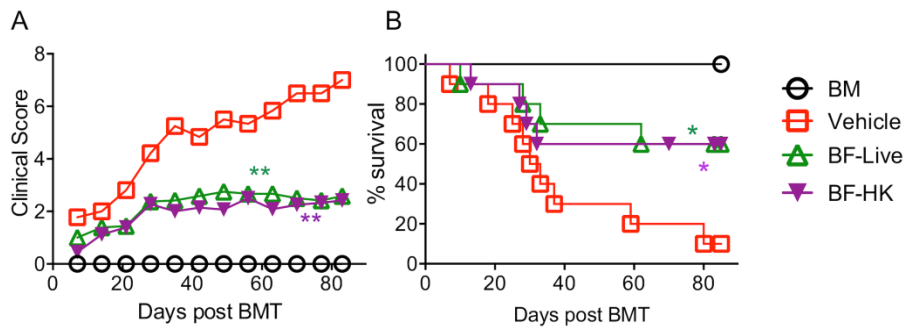 A
Clinical Score
8
6
4
2
0
0 20 40 60 80
Days post BMT
**
**
B
% survival
100
80
60
40
20
0
0 20 40 60 80
Days post BMT
*
*
BM
Vehicle
BF-Live
BF-HK